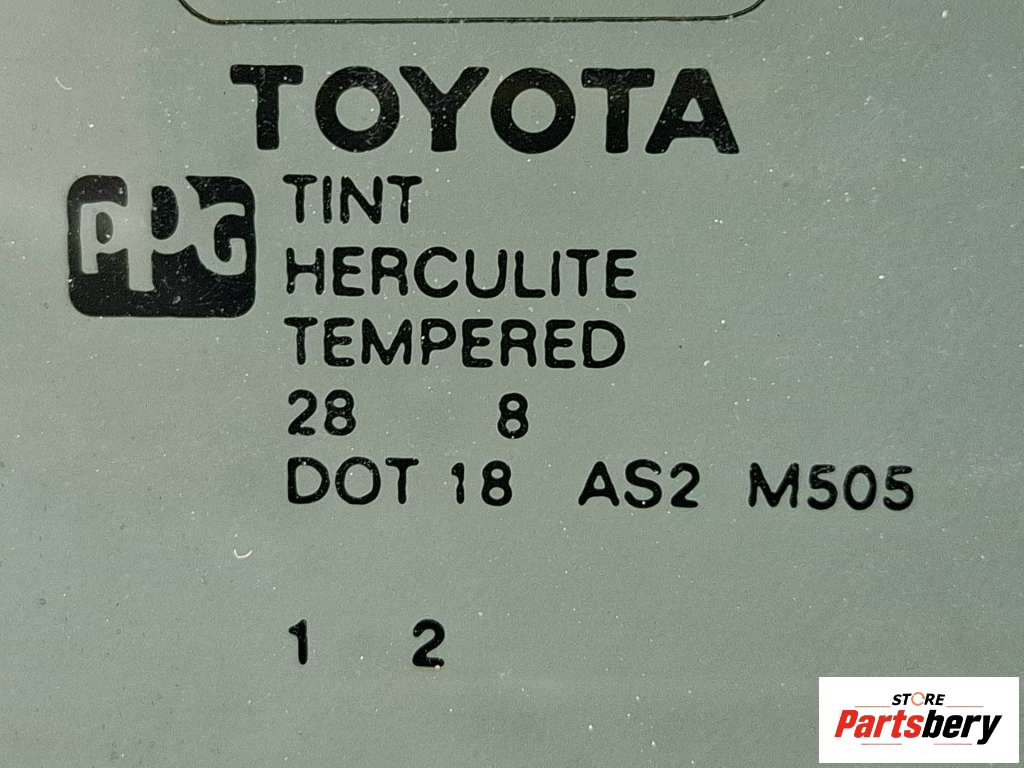 TOYOTA
PPG
TINT
HERCULITE
TEMPERED
28 8
DOT 18 AS2 M505
1 2
STORE
Partsbery